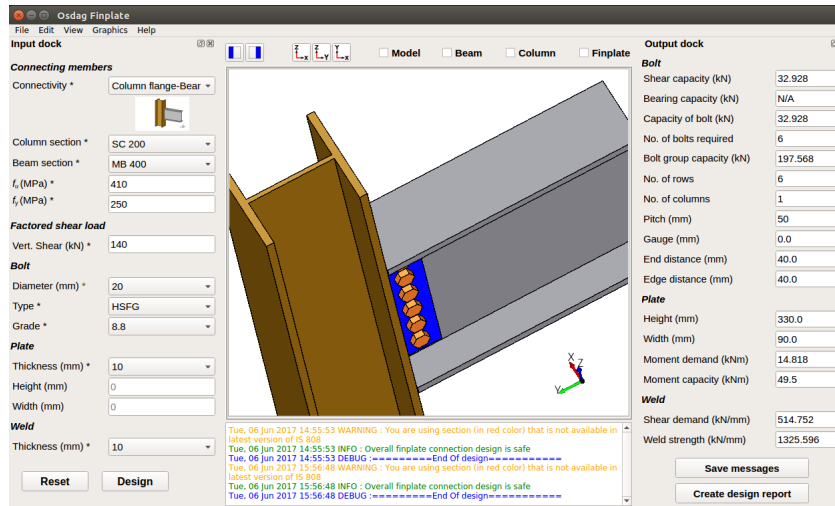 Osdag Finplate
File Edit View Graphics Help
Input dock
Connecting members
Connectivity * Column flange-Bear
Column section * SC 200
Beam section * MB 400
fu (MPa) * 410
fy (MPa) * 250
Factored shear load
Vert. Shear (kN) * 140
Bolt
Diameter (mm) * 20
Type * HSFG
Grade * 8.8
Plate
Thickness (mm) * 10
Height (mm) 0
Width (mm) 0
Weld
Thickness (mm) * 10
Reset Design
Z X Z Y Y X
Model Beam Column Finplate
X Z
Y
Tue, 06 Jun 2017 14:55:53 WARNING : You are using section (in red color) that is not available in
latest version of IS 808
Tue, 06 Jun 2017 14:55:53 INFO : Overall finplate connection design is safe
Tue, 06 Jun 2017 14:55:53 DEBUG :=========End Of design===========
Tue, 06 Jun 2017 15:56:48 WARNING : You are using section (in red color) that is not available in
latest version of IS 808
Tue, 06 Jun 2017 15:56:48 INFO : Overall finplate connection design is safe
Tue, 06 Jun 2017 15:56:48 DEBUG :=========End Of design===========
Output dock
Bolt
Shear capacity (kN) 32.928
Bearing capacity (kN) N/A
Capacity of bolt (kN) 32.928
No. of bolts required 6
Bolt group capacity (kN) 197.568
No. of rows 6
No. of columns 1
Pitch (mm) 50
Gauge (mm) 0.0
End distance (mm) 40.0
Edge distance (mm) 40.0
Plate
Height (mm) 330.0
Width (mm) 90.0
Moment demand (kNm) 14.818
Moment capacity (kNm) 49.5
Weld
Shear demand (kN/mm) 514.752
Weld strength (kN/mm) 1325.596
Save messages
Create design report